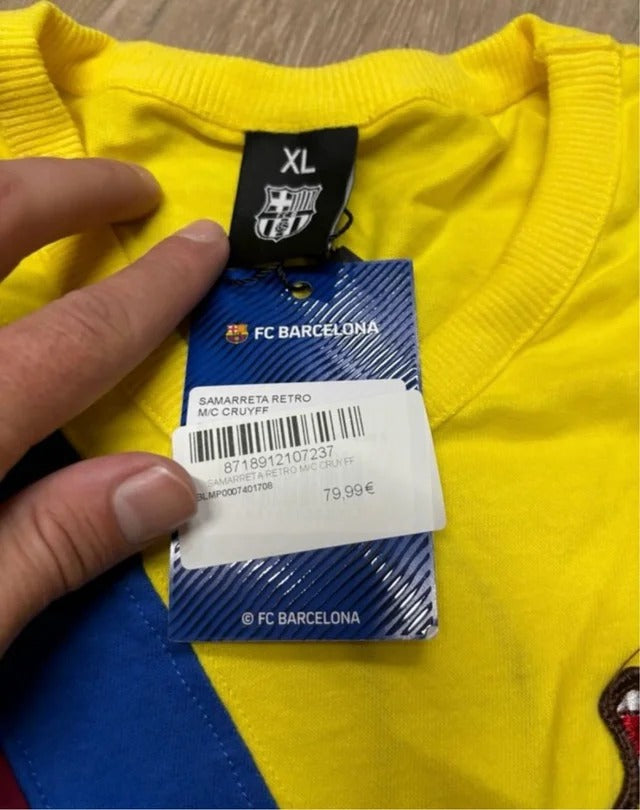 XL
FC BARCELONA
SAMARRETA RETRO
M/C CRUYFF
8718912107237
SAMARRETA RETRO M/C CRUYFF
BLMP0007401708
79,99€
© FC BARCELONA